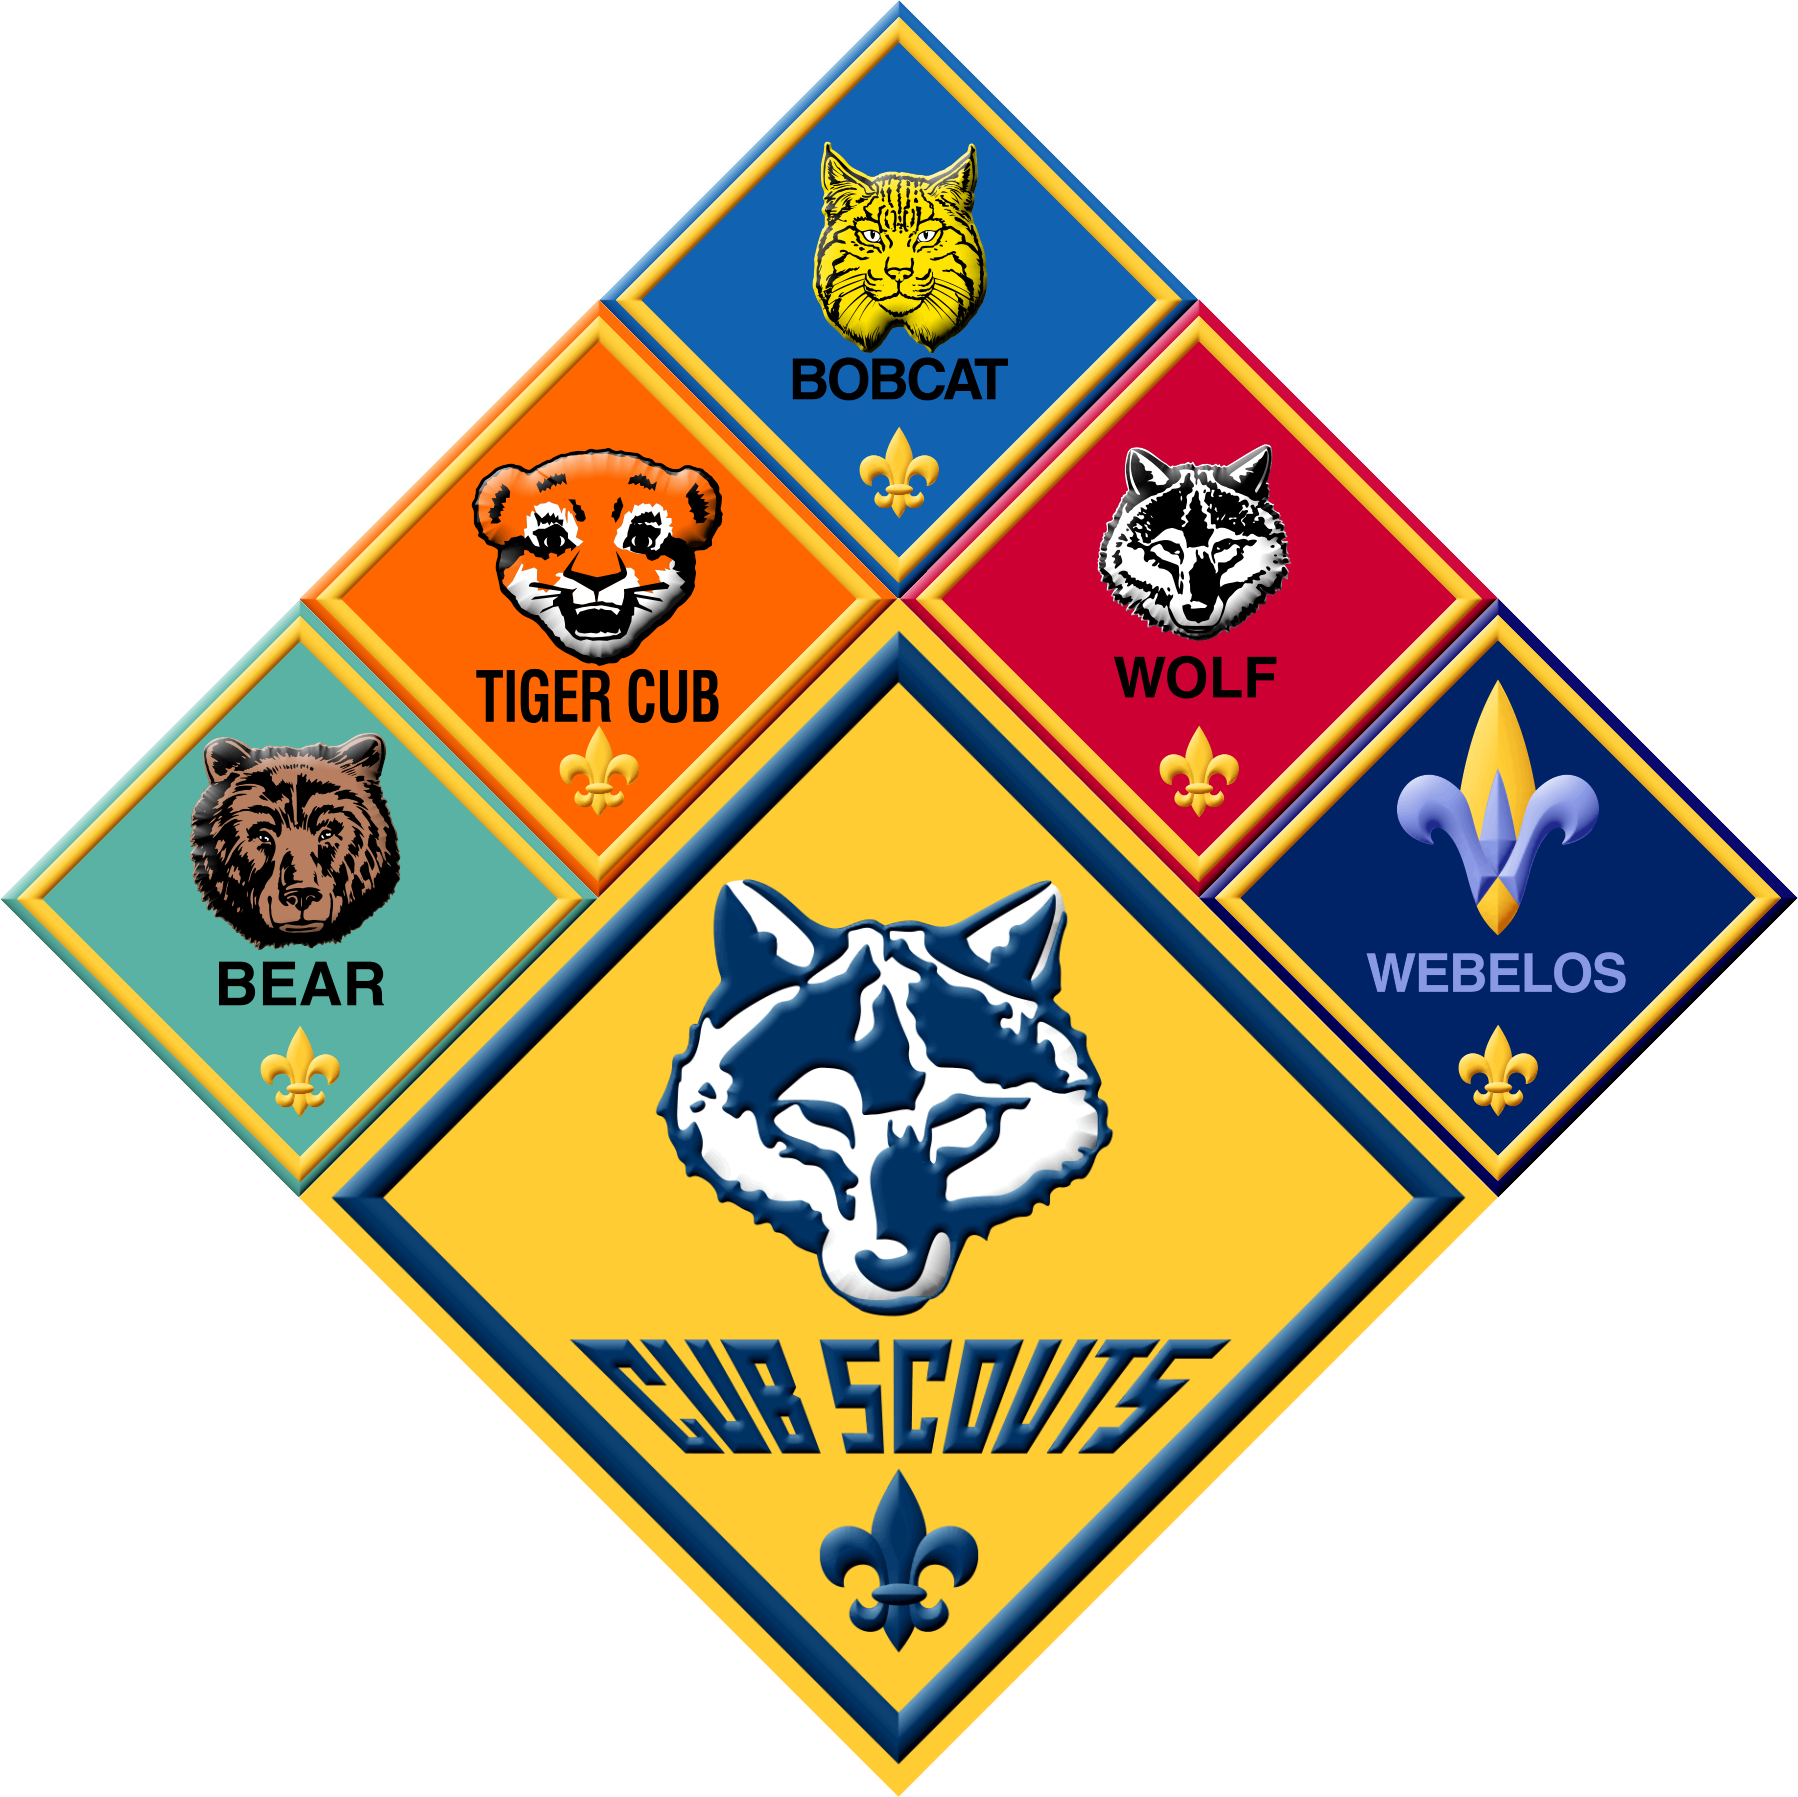 BOBCAT
TIGER CUB
WOLF
BEAR
WEBELOS
CUB SCOUTS